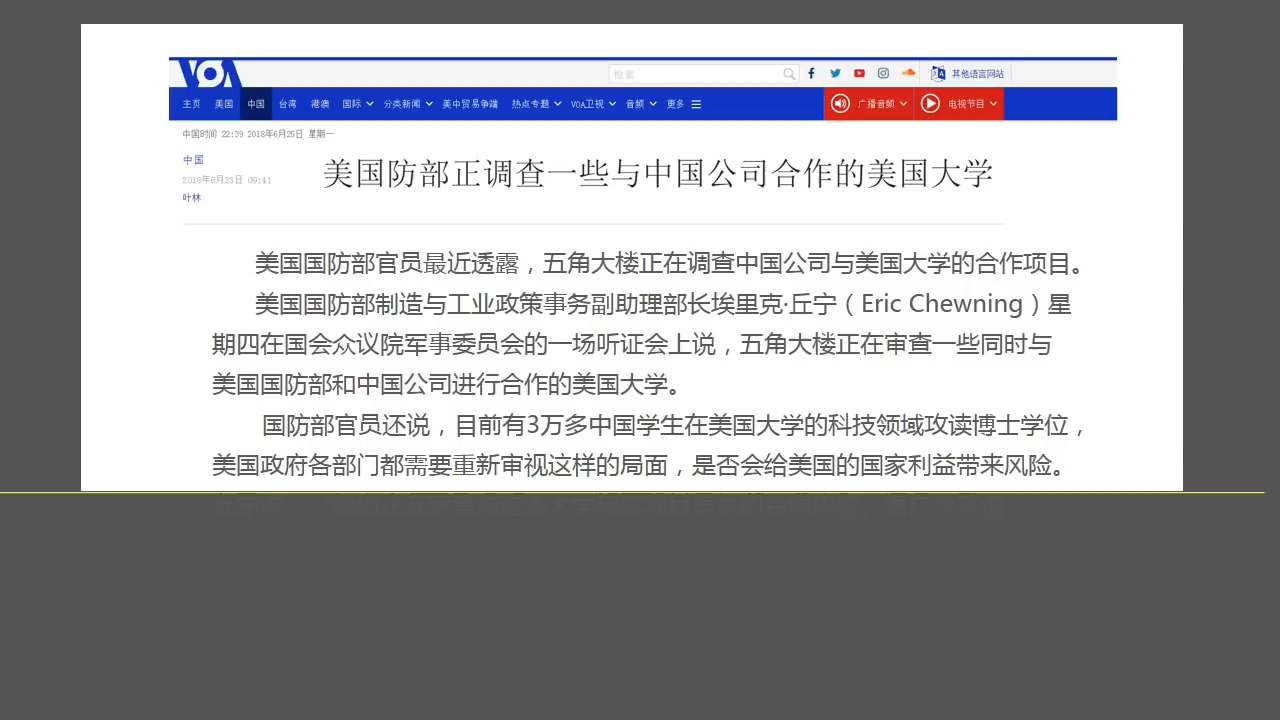 VOA
检索
其他语言网站
主页 美国 中国 台湾 港澳 国际 分类新闻 美中贸易争端 热点专题 VOA卫视 音频 更多 广播音频 电视节目
中国时间 22:39 2018年6月25日 星期一
中国
美国防部正调查一些与中国公司合作的美国大学
2018年6月23日 09:41
叶林
美国国防部官员最近透露，五角大楼正在调查中国公司与美国大学的合作项目。
美国国防部制造与工业政策事务副助理部长埃里克·丘宁（Eric Chewning）星
期四在国会众议院军事委员会的一场听证会上说，五角大楼正在审查一些同时与
美国国防部和中国公司进行合作的美国大学。
国防部官员还说，目前有3万多中国学生在美国大学的科技领域攻读博士学位，
美国政府各部门都需要重新审视这样的局面，是否会给美国的国家利益带来风险。